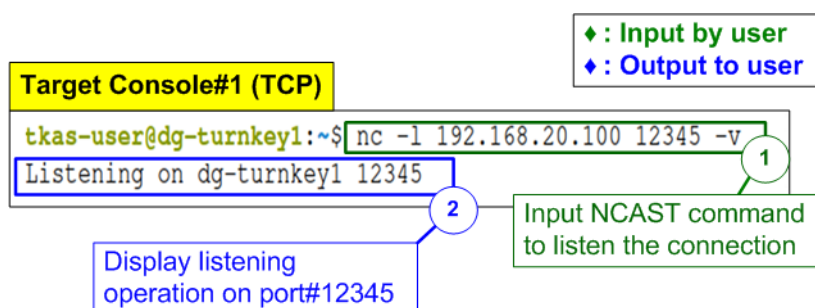 ♦ : Input by user
♦ : Output to user
Target Console#1 (TCP)
tkas-user@dg-turnkey1:~$ nc -l 192.168.20.100 12345 -v
Listening on dg-turnkey1 12345
1
2
Input NCAST command
to listen the connection
Display listening
operation on port#12345